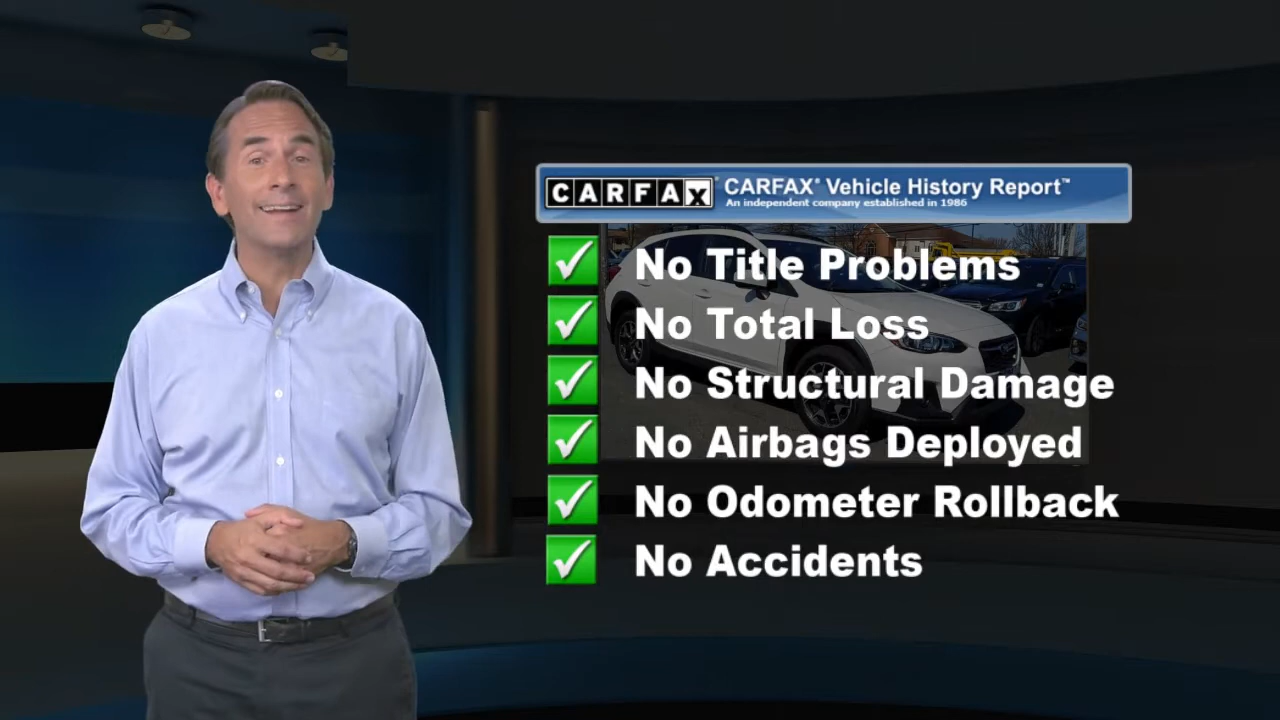 CARFAX® CARFAX® Vehicle History Report™
An independent company established in 1986
No Title Problems
No Total Loss
No Structural Damage
No Airbags Deployed
No Odometer Rollback
No Accidents